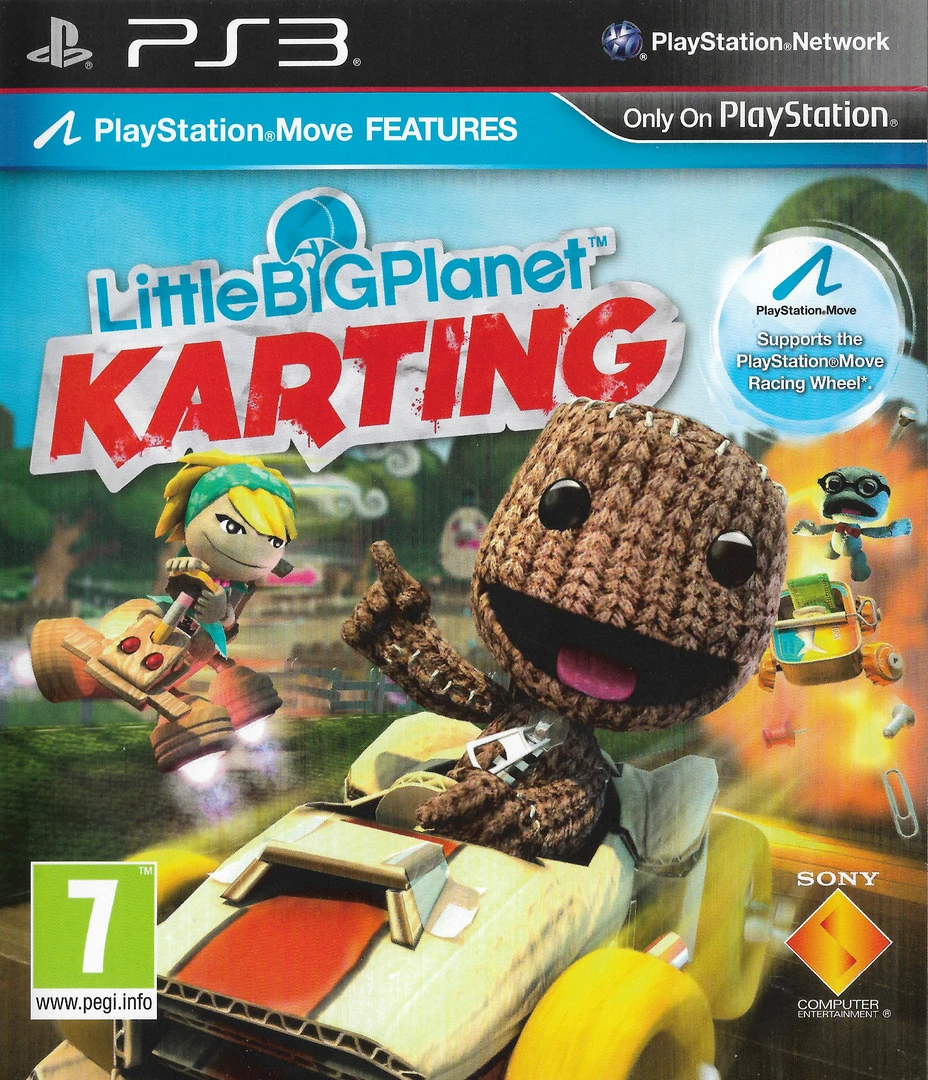 PS3®
PlayStation®Network
PlayStation®Move FEATURES
Only On PlayStation®
LittleBIGPlanet™
KARTING
PlayStation®Move
Supports the
PlayStation®Move
Racing Wheel*.
7™
www.pegi.info
SONY
COMPUTER
ENTERTAINMENT®